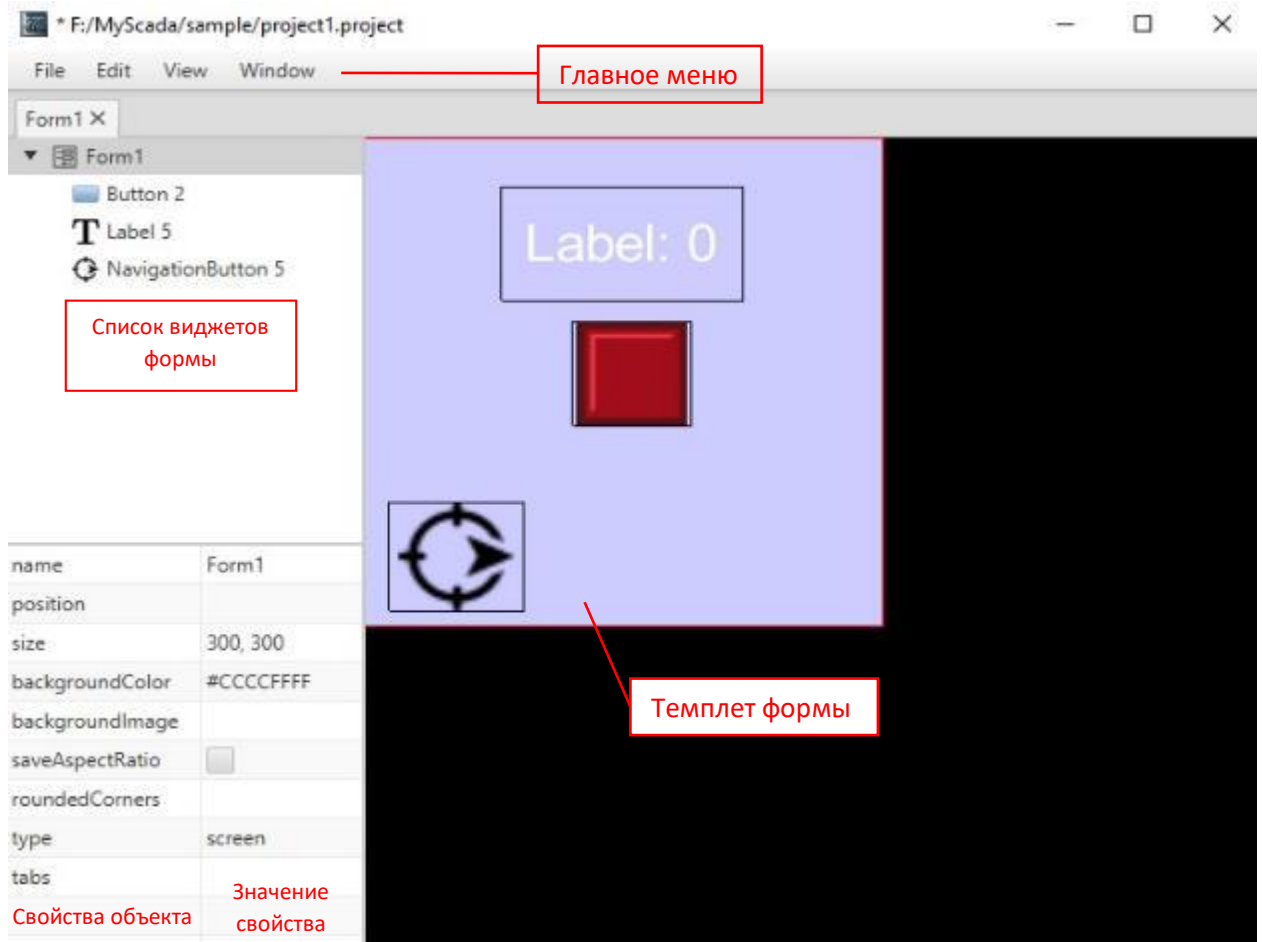 * F:/MyScada/sample/project1.project
File Edit View Window
Главное меню
Form1
Form1
Button 2
Label 5
NavigationButton 5
Список виджетов
формы
Label: 0
name Form1
position
size 300, 300
backgroundColor #CCCCFFFF
backgroundImage
saveAspectRatio
roundedCorners
type screen
tabs
Свойства объекта
Значение
свойства
Темплет формы